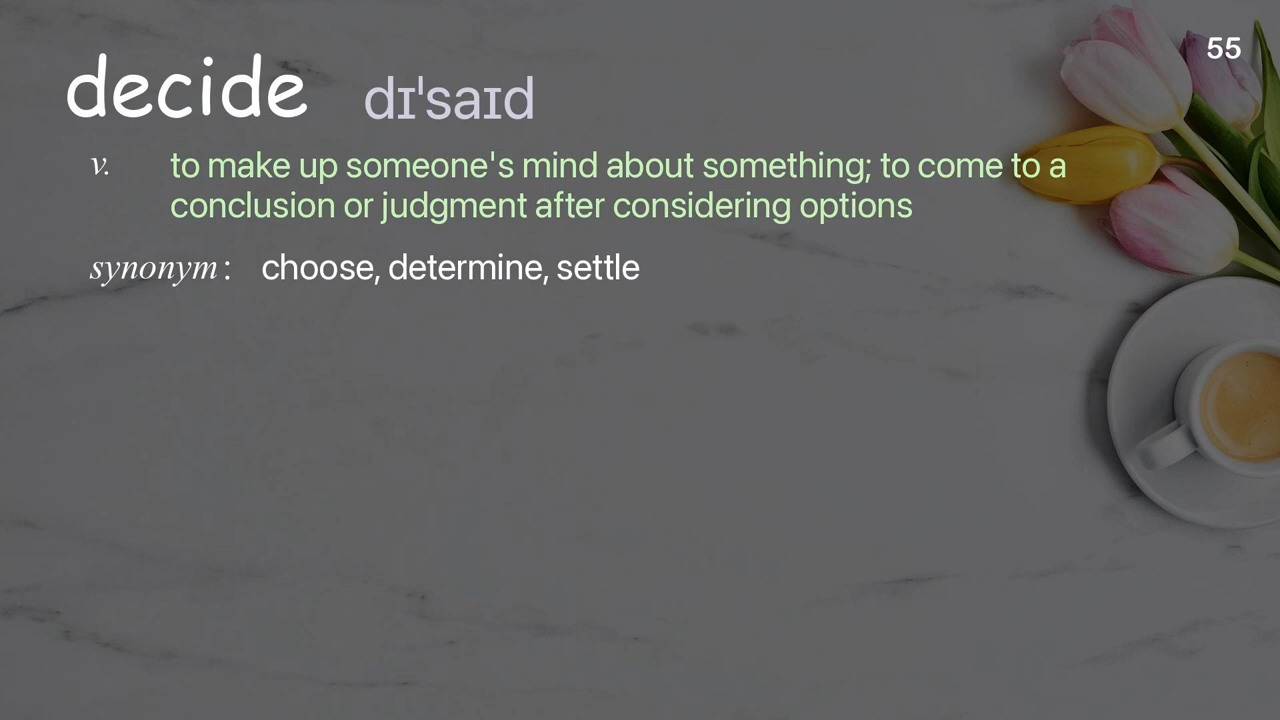 55
decide dɪˈsaɪd
v. to make up someone's mind about something; to come to a
conclusion or judgment after considering options
synonym: choose, determine, settle